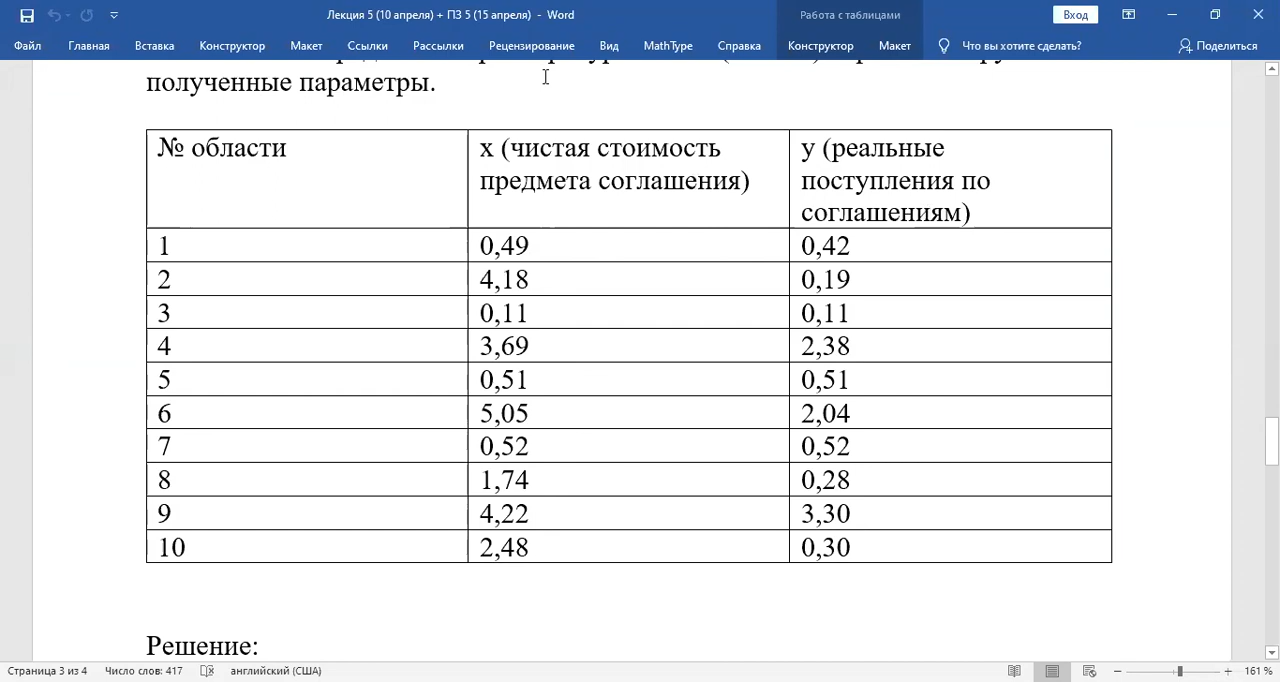 Лекция 5 (10 апреля) + ПЗ 5 (15 апреля) - Word
Работа с таблицами
Вход
Файл Главная Вставка Конструктор Макет Ссылки Рассылки Рецензирование Вид MathType Справка Конструктор Макет Что вы хотите сделать? Поделиться
полученные параметры.
№ области
x (чистая стоимость
предмета соглашения)
y (реальные
поступления по
соглашениям)
1 0,49 0,42
2 4,18 0,19
3 0,11 0,11
4 3,69 2,38
5 0,51 0,51
6 5,05 2,04
7 0,52 0,52
8 1,74 0,28
9 4,22 3,30
10 2,48 0,30
Решение:
Страница 3 из 4 Число слов: 417 английский (США) 161 %